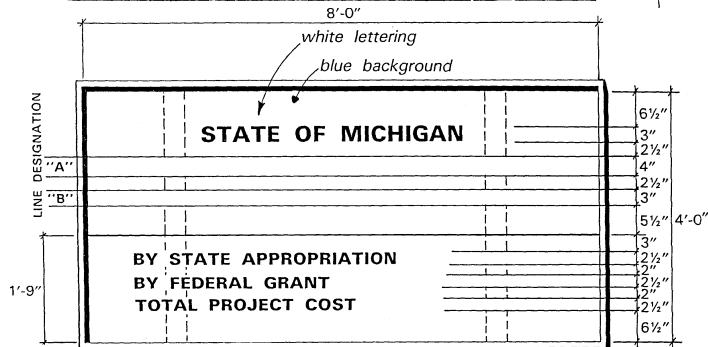 8'-0"
white lettering
blue background
LINE DESIGNATION
"A"
"B"
STATE OF MICHIGAN
6½"
3"
2½"
4"
2½"
3"
5½"
4'-0"
3"
2½"
2"
2½"
2"
2½"
6½"
BY STATE APPROPRIATION
BY FEDERAL GRANT
TOTAL PROJECT COST
1'-9"